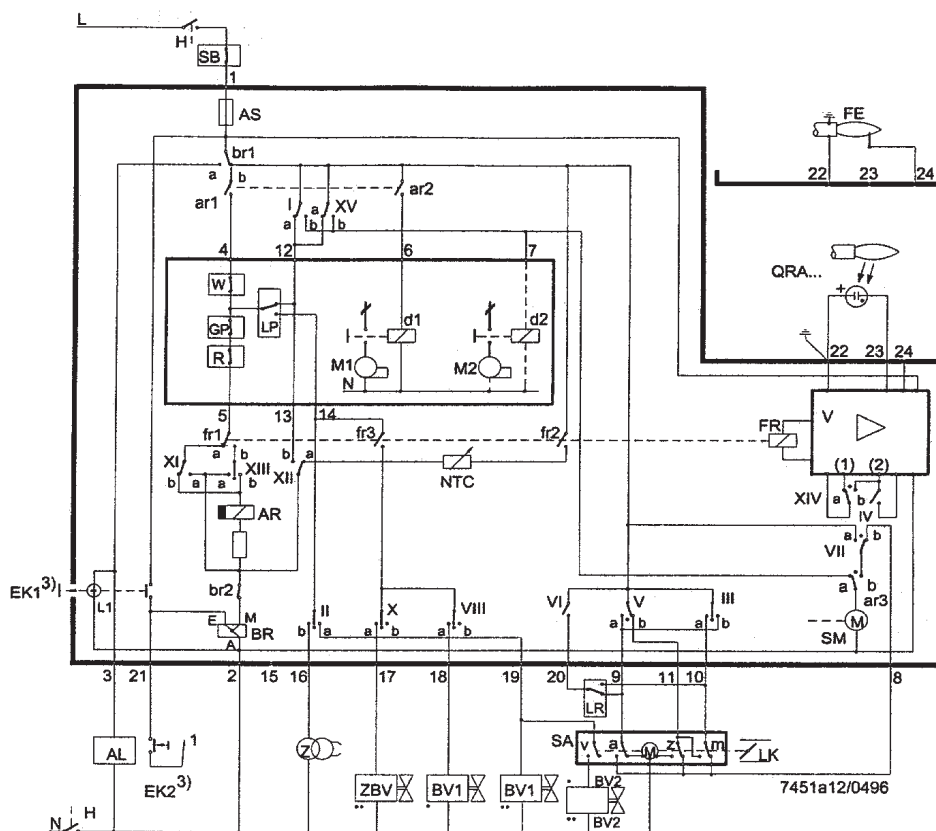 L
H
SB
1
AS
FE
22 23 24
br1
a b
ar1
ar2
I
a b
a XV
b
4 12 6 7
W
GP
R
LP
d1
d2
M1
M2
N
QRA...
+
22 23 24
V
FR
5 13 14
fr1
a b
fr3
fr2
XI
b a
XIII
a b
XII
b a
NTC
(1) (2)
XIV
a b
IV
AR
a b
VII
a b
ar3
EK1³⁾
L1
br2
E M
BR
A
II
b a
X
a b
VIII
a b
VI
V
a b
III
a b
M
SM
3 21 2 15 16 17 18 19 20 9 11 10 8
LR
AL
1
EK2³⁾
Z
SA
v a M z m
LK
ZBV
BV1
BV1
BV2
BV2
7451a12/0496
N H